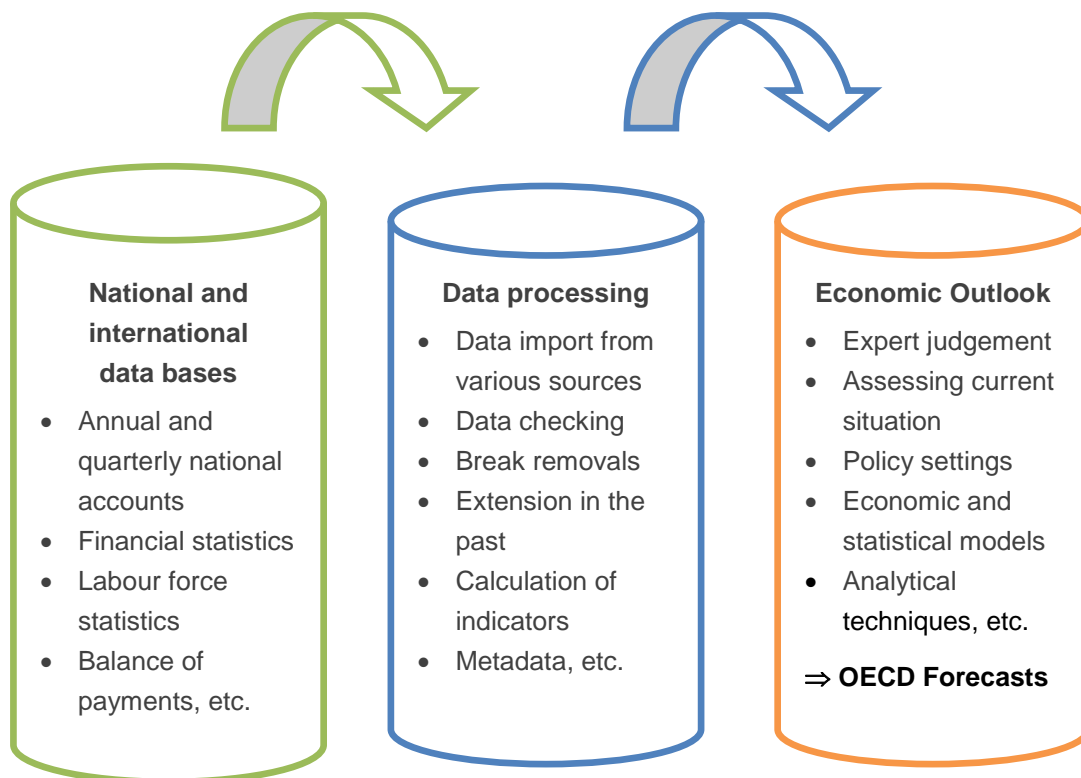 National and
international
data bases
• Annual and
quarterly national
accounts
• Financial statistics
• Labour force
statistics
• Balance of
payments, etc.
Data processing
• Data import from
various sources
• Data checking
• Break removals
• Extension in the
past
• Calculation of
indicators
• Metadata, etc.
Economic Outlook
• Expert judgement
• Assessing current
situation
• Policy settings
• Economic and
statistical models
• Analytical
techniques, etc.
⇒ OECD Forecasts